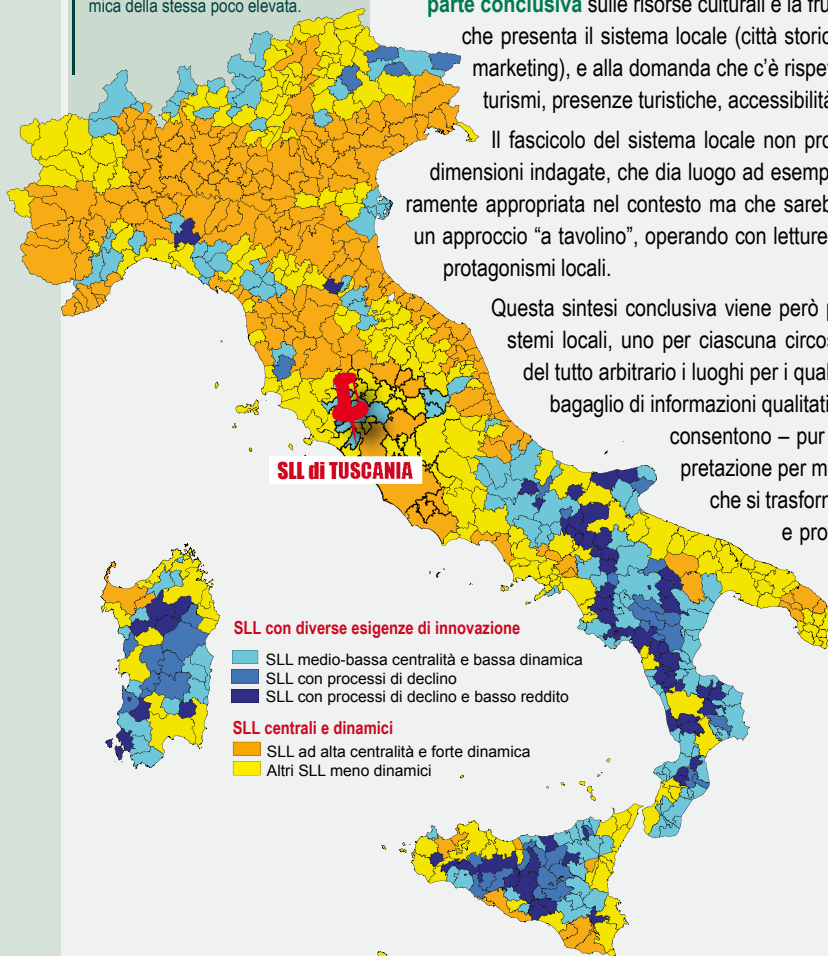 mica della stessa poco elevata.
parte conclusiva sulle risorse culturali e la fru
che presenta il sistema locale (città storic
marketing), e alla domanda che c'è rispe
turismi, presenze turistiche, accessibilità
Il fascicolo del sistema locale non pro
dimensioni indagate, che dia luogo ad esemp
ramente appropriata nel contesto ma che sareb
un approccio “a tavolino”, operando con letture
protagonismi locali.
Questa sintesi conclusiva viene però p
stemi locali, uno per ciascuna circos
del tutto arbitrario i luoghi per i qual
bagaglio di informazioni qualitati
consentono – pur
pretazione per m
che si trasforn
e pro
SLL di TUSCANIA
SLL con diverse esigenze di innovazione
SLL medio-bassa centralità e bassa dinamica
SLL con processi di declino
SLL con processi di declino e basso reddito
SLL centrali e dinamici
SLL ad alta centralità e forte dinamica
Altri SLL meno dinamici